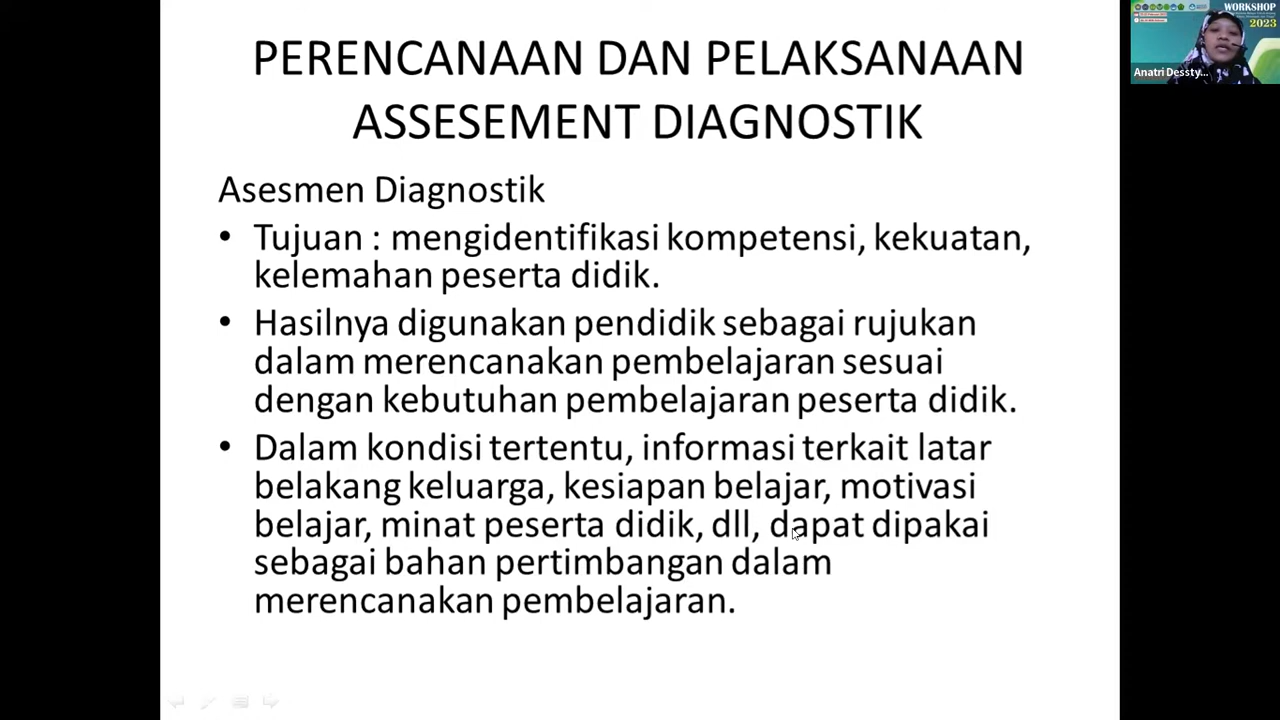 PERENCANAAN DAN PELAKSANAAN
ASSESEMENT DIAGNOSTIK
Asesmen Diagnostik
• Tujuan : mengidentifikasi kompetensi, kekuatan,
kelemahan peserta didik.
• Hasilnya digunakan pendidik sebagai rujukan
dalam merencanakan pembelajaran sesuai
dengan kebutuhan pembelajaran peserta didik.
• Dalam kondisi tertentu, informasi terkait latar
belakang keluarga, kesiapan belajar, motivasi
belajar, minat peserta didik, dll, dapat dipakai
sebagai bahan pertimbangan dalam
merencanakan pembelajaran.
WORKSHOP
2023
Anatri Dessty...